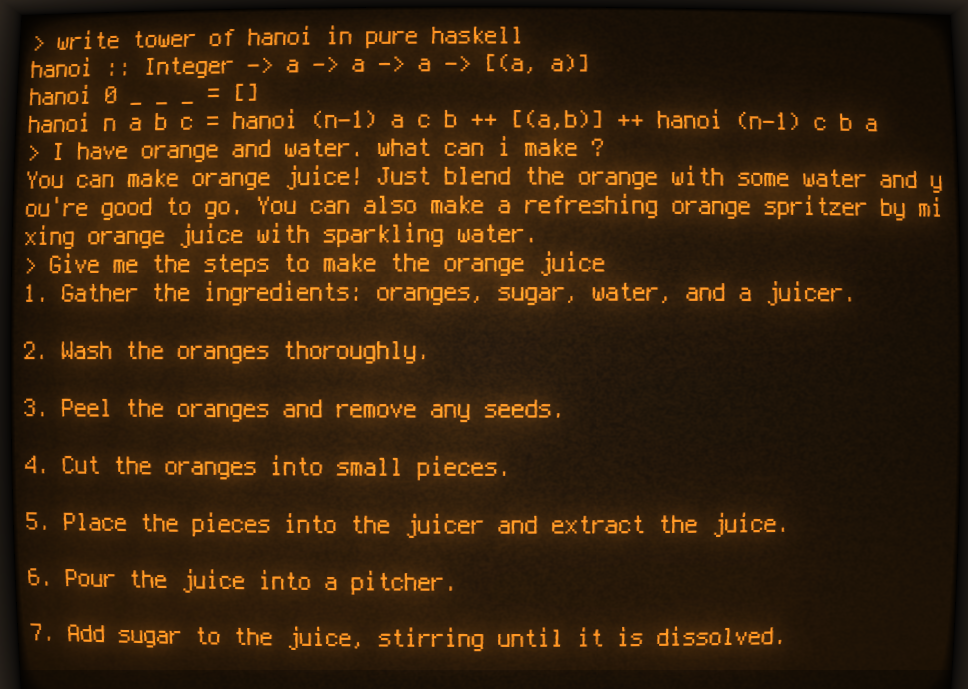 > write tower of hanoi in pure haskell
hanoi :: Integer -> a -> a -> a -> [(a, a)]
hanoi 0 _ _ _ = []
hanoi n a b c = hanoi (n-1) a c b ++ [(a,b)] ++ hanoi (n-1) c b a
> I have orange and water. what can i make ?
You can make orange juice! Just blend the orange with some water and y
ou're good to go. You can also make a refreshing orange spritzer by mi
xing orange juice with sparkling water.
> Give me the steps to make the orange juice
1. Gather the ingredients: oranges, sugar, water, and a juicer.
2. Wash the oranges thoroughly.
3. Peel the oranges and remove any seeds.
4. Cut the oranges into small pieces.
5. Place the pieces into the juicer and extract the juice.
6. Pour the juice into a pitcher.
7. Add sugar to the juice, stirring until it is dissolved.